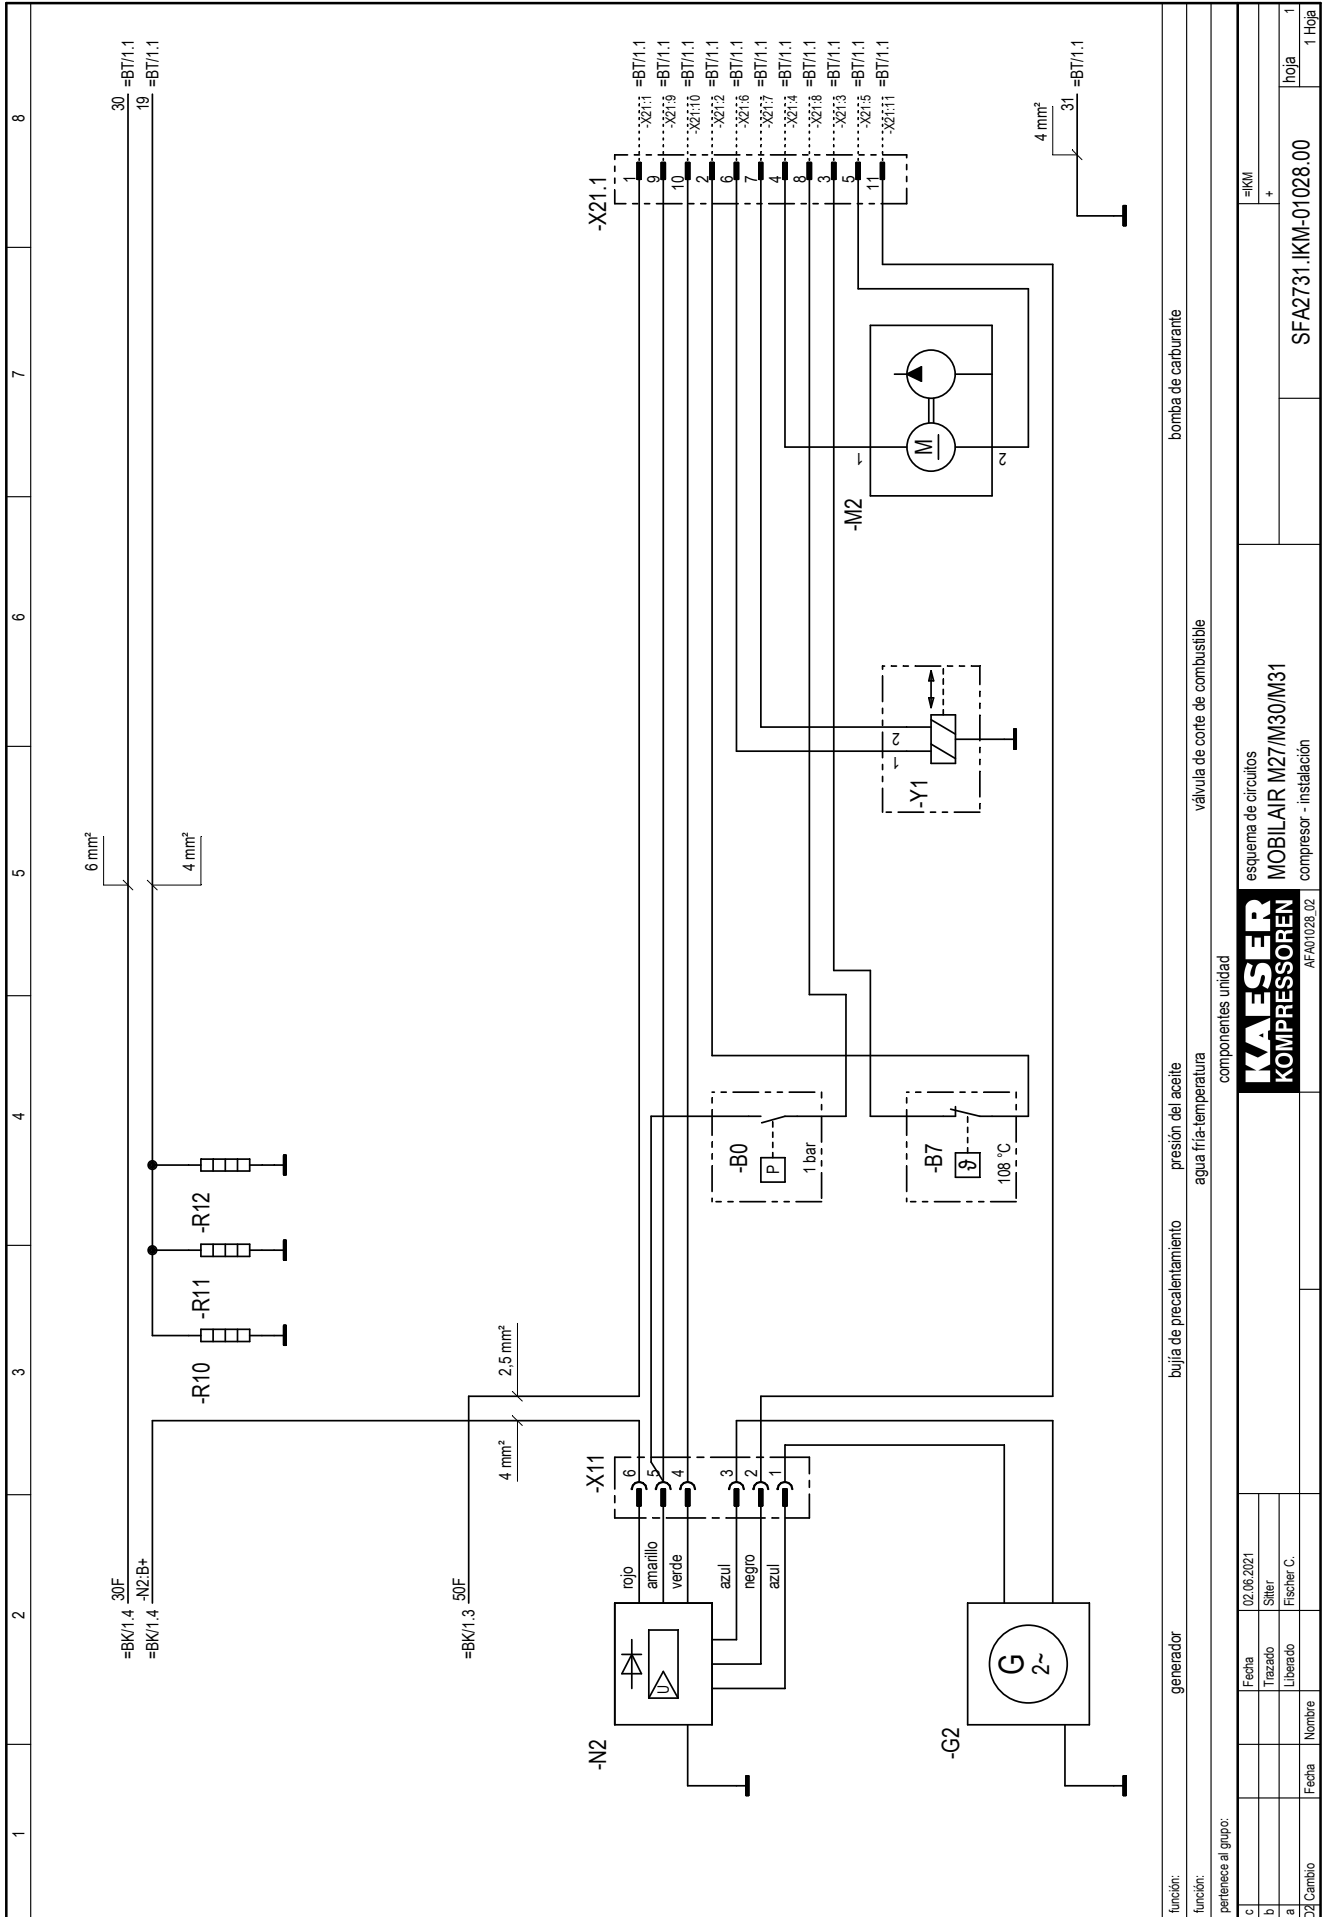 1 2 3 4 5 6 7 8
=BK/1.4 30F
=BK/1.4 -N2:B+
6 mm²
4 mm²
30 =BT/1.1
19 =BT/1.1
-R10
-R11
-R12
=BK/1.3 50F
4 mm²
2,5 mm²
-N2
U
rojo
amarillo
verde
azul
negro
azul
-X11
6
5
4
3
2
1
-G2
G
2~
-B0
P
1 bar
-B7
ϑ
108 °C
-Y1
1
2
-M2
M
1
2
-X21.1
1 -X21:1 =BT/1.1
9 -X21:9 =BT/1.1
10 -X21:10 =BT/1.1
2 -X21:2 =BT/1.1
6 -X21:6 =BT/1.1
7 -X21:7 =BT/1.1
4 -X21:4 =BT/1.1
8 -X21:8 =BT/1.1
3 -X21:3 =BT/1.1
5 -X21:5 =BT/1.1
11 -X21:11 =BT/1.1
4 mm²
31 =BT/1.1
función: generador bujía de precalentamiento presión del aceite bomba de carburante
función: agua fría-temperatura válvula de corte de combustible
pertenece al grupo: componentes unidad
c Fecha 02.06.2021
b Trazado Sitter
a Liberado Fischer C.
D2 Cambio Fecha Nombre
KAESER
KOMPRESSOREN
AFA01028_02
esquema de circuitos
MOBILAIR M27/M30/M31
compresor - instalación
=IKM
+
SFA2731.IKM-01028.00
hoja 1
1 Hoja